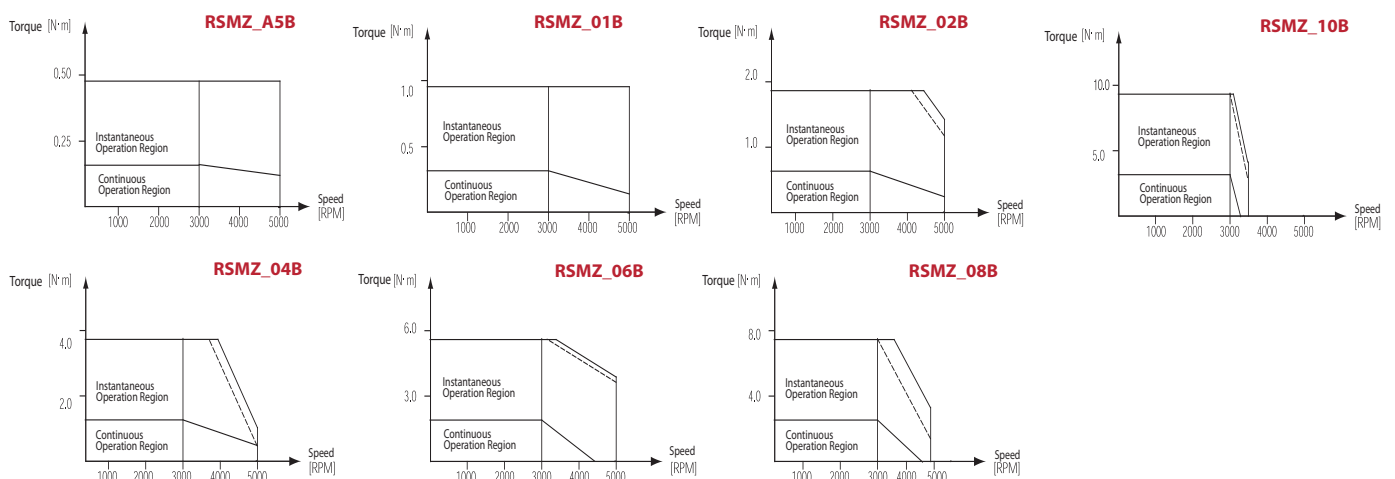 RSMZ_A5B
Torque [N·m]
0.50
0.25
Instantaneous
Operation Region
Continuous
Operation Region
Speed
[RPM]
1000 2000 3000 4000 5000
RSMZ_01B
Torque [N·m]
1.0
0.5
Instantaneous
Operation Region
Continuous
Operation Region
Speed
[RPM]
1000 2000 3000 4000 5000
RSMZ_02B
Torque [N·m]
2.0
1.0
Instantaneous
Operation Region
Continuous
Operation Region
Speed
[RPM]
1000 2000 3000 4000 5000
RSMZ_10B
Torque [N·m]
10.0
5.0
Instantaneous
Operation Region
Continuous
Operation Region
Speed
[RPM]
1000 2000 3000 4000 5000
RSMZ_04B
Torque [N·m]
4.0
2.0
Instantaneous
Operation Region
Continuous
Operation Region
Speed
[RPM]
1000 2000 3000 4000 5000
RSMZ_06B
Torque [N·m]
6.0
3.0
Instantaneous
Operation Region
Continuous
Operation Region
Speed
[RPM]
1000 2000 3000 4000 5000
RSMZ_08B
Torque [N·m]
8.0
4.0
Instantaneous
Operation Region
Continuous
Operation Region
Speed
[RPM]
1000 2000 3000 4000 5000